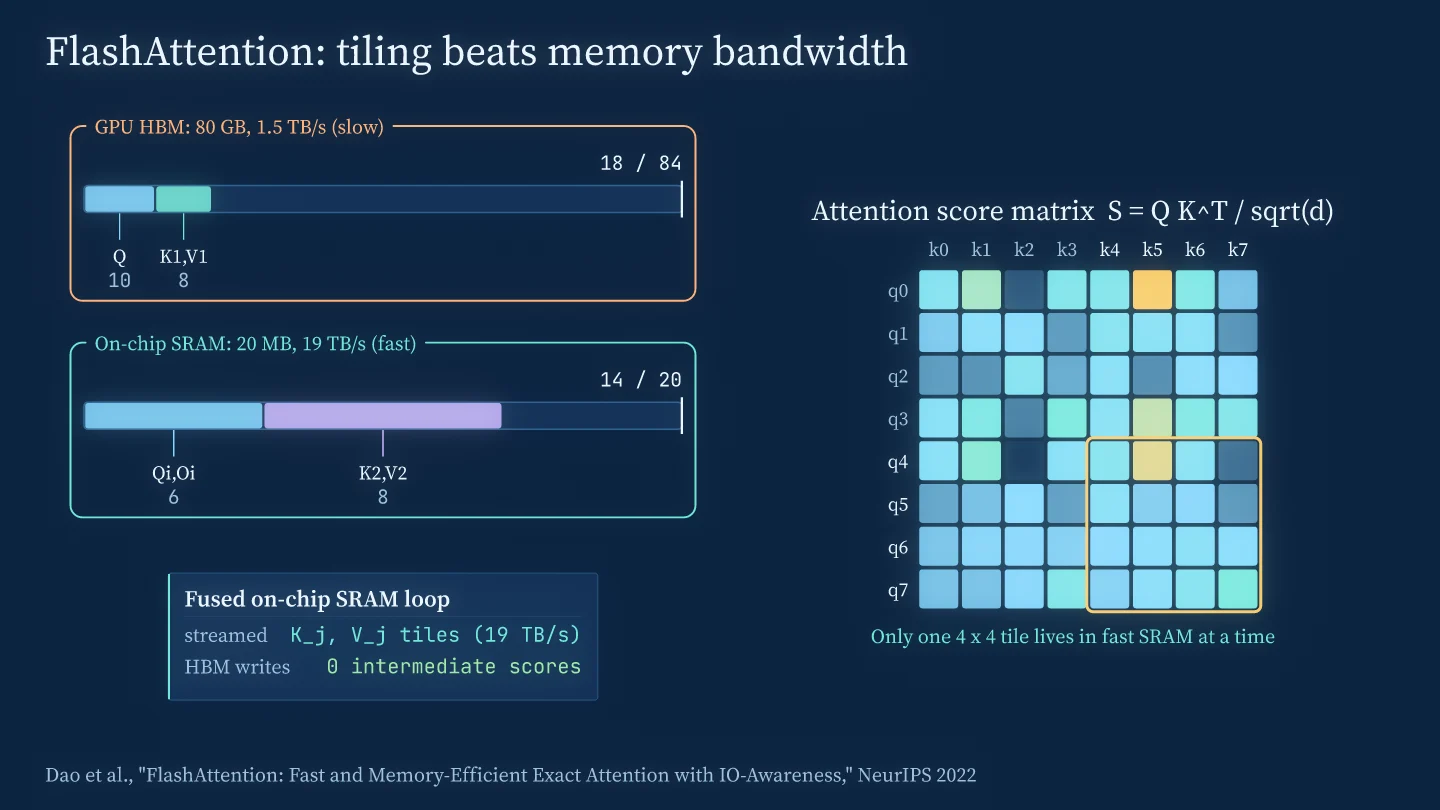 FlashAttention: tiling beats memory bandwidth
GPU HBM: 80 GB, 1.5 TB/s (slow)
18 / 84
Q K1,V1
10 8
On-chip SRAM: 20 MB, 19 TB/s (fast)
14 / 20
Qi,Oi K2,V2
6 8
Fused on-chip SRAM loop
streamed K_j, V_j tiles (19 TB/s)
HBM writes 0 intermediate scores
Attention score matrix S = Q K^T / sqrt(d)
k0 k1 k2 k3 k4 k5 k6 k7
q0
q1
q2
q3
q4
q5
q6
q7
Only one 4 x 4 tile lives in fast SRAM at a time
Dao et al., "FlashAttention: Fast and Memory-Efficient Exact Attention with IO-Awareness," NeurIPS 2022